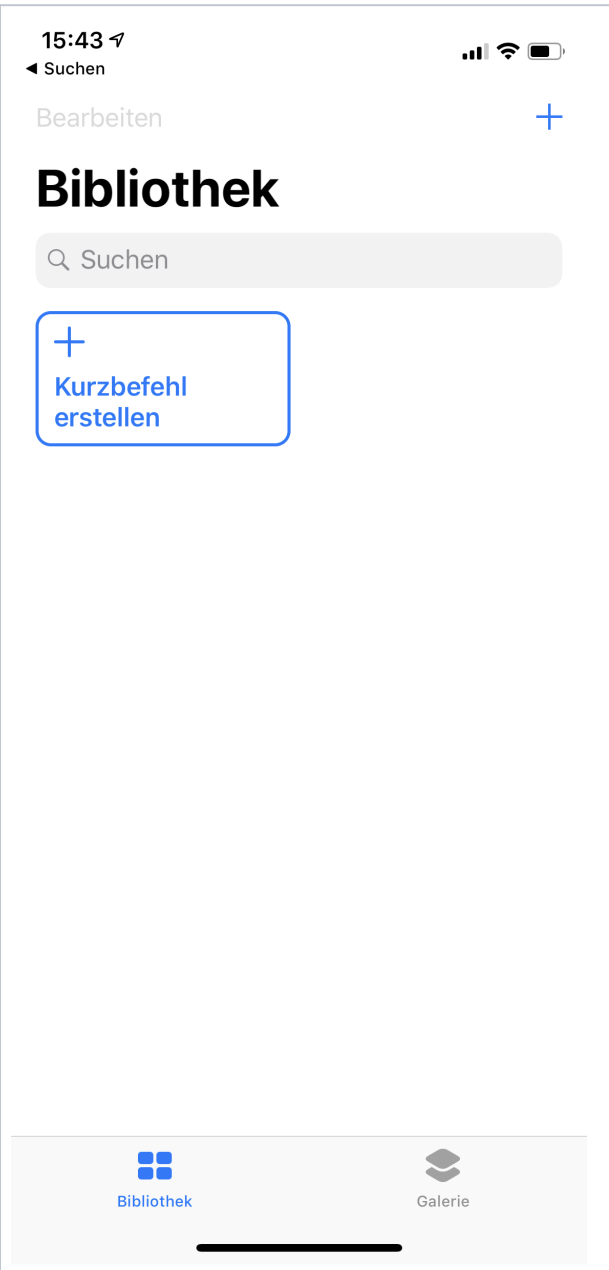 15:43
◀ Suchen
Bearbeiten
Bibliothek
Suchen
Kurzbefehl
erstellen
Bibliothek
Galerie